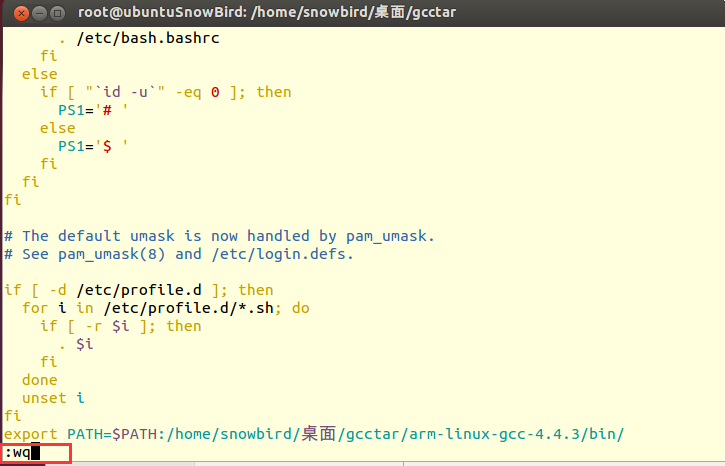 root@ubuntuSnowBird: /home/snowbird/桌面/gcctar
      . /etc/bash.bashrc
    fi
  else
    if [ "`id -u`" -eq 0 ]; then
      PS1='# '
    else
      PS1='$ '
    fi
  fi
fi

# The default umask is now handled by pam_umask.
# See pam_umask(8) and /etc/login.defs.

if [ -d /etc/profile.d ]; then
  for i in /etc/profile.d/*.sh; do
    if [ -r $i ]; then
      . $i
    fi
  done
  unset i
fi
export PATH=$PATH:/home/snowbird/桌面/gcctar/arm-linux-gcc-4.4.3/bin/
:wq